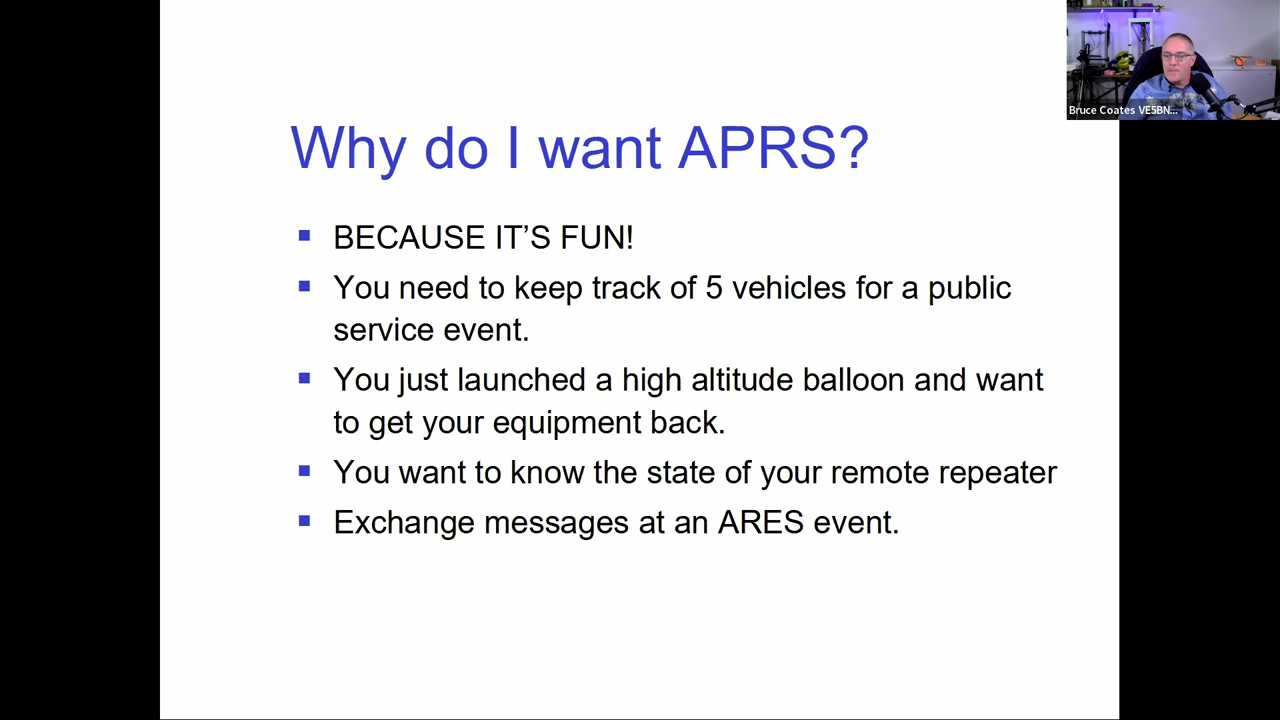 Why do I want APRS?
BECAUSE IT’S FUN!
You need to keep track of 5 vehicles for a public
service event.
You just launched a high altitude balloon and want
to get your equipment back.
You want to know the state of your remote repeater
Exchange messages at an ARES event.
Bruce Coates VE5BN...